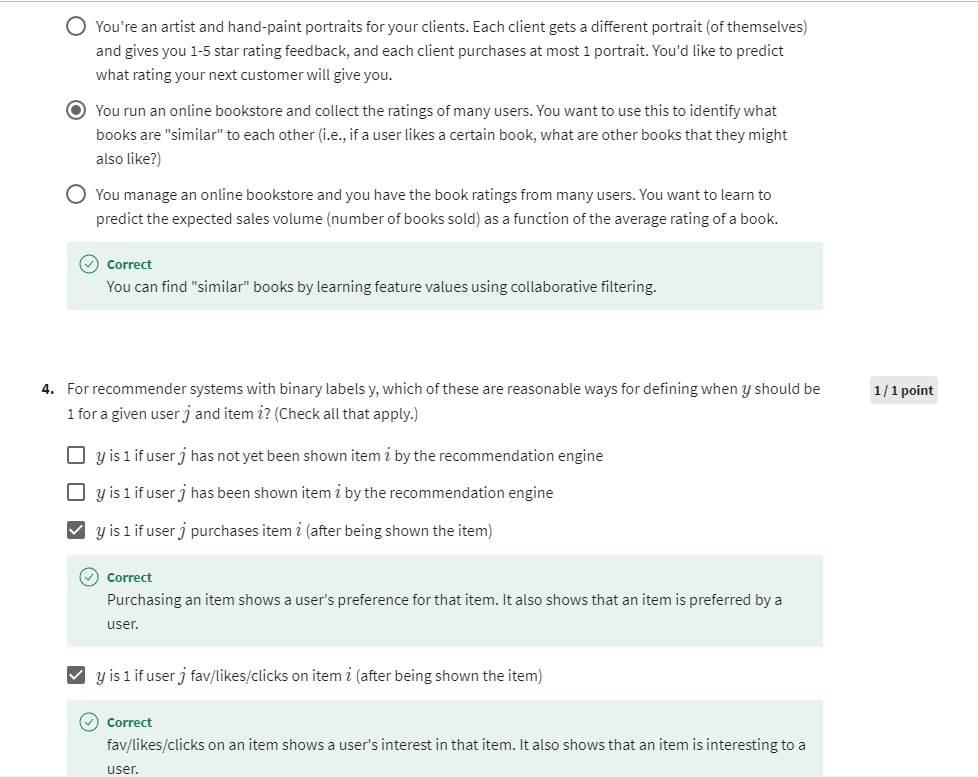 You're an artist and hand-paint portraits for your clients. Each client gets a different portrait (of themselves)
and gives you 1-5 star rating feedback, and each client purchases at most 1 portrait. You'd like to predict
what rating your next customer will give you.
You run an online bookstore and collect the ratings of many users. You want to use this to identify what
books are "similar" to each other (i.e., if a user likes a certain book, what are other books that they might
also like?)
You manage an online bookstore and you have the book ratings from many users. You want to learn to
predict the expected sales volume (number of books sold) as a function of the average rating of a book.
Correct
You can find "similar" books by learning feature values using collaborative filtering.
4. For recommender systems with binary labels y, which of these are reasonable ways for defining when y should be
1 for a given user j and item i? (Check all that apply.)
1 / 1 point
y is 1 if user j has not yet been shown item i by the recommendation engine
y is 1 if user j has been shown item i by the recommendation engine
y is 1 if user j purchases item i (after being shown the item)
Correct
Purchasing an item shows a user's preference for that item. It also shows that an item is preferred by a
user.
y is 1 if user j fav/likes/clicks on item i (after being shown the item)
Correct
fav/likes/clicks on an item shows a user's interest in that item. It also shows that an item is interesting to a
user.